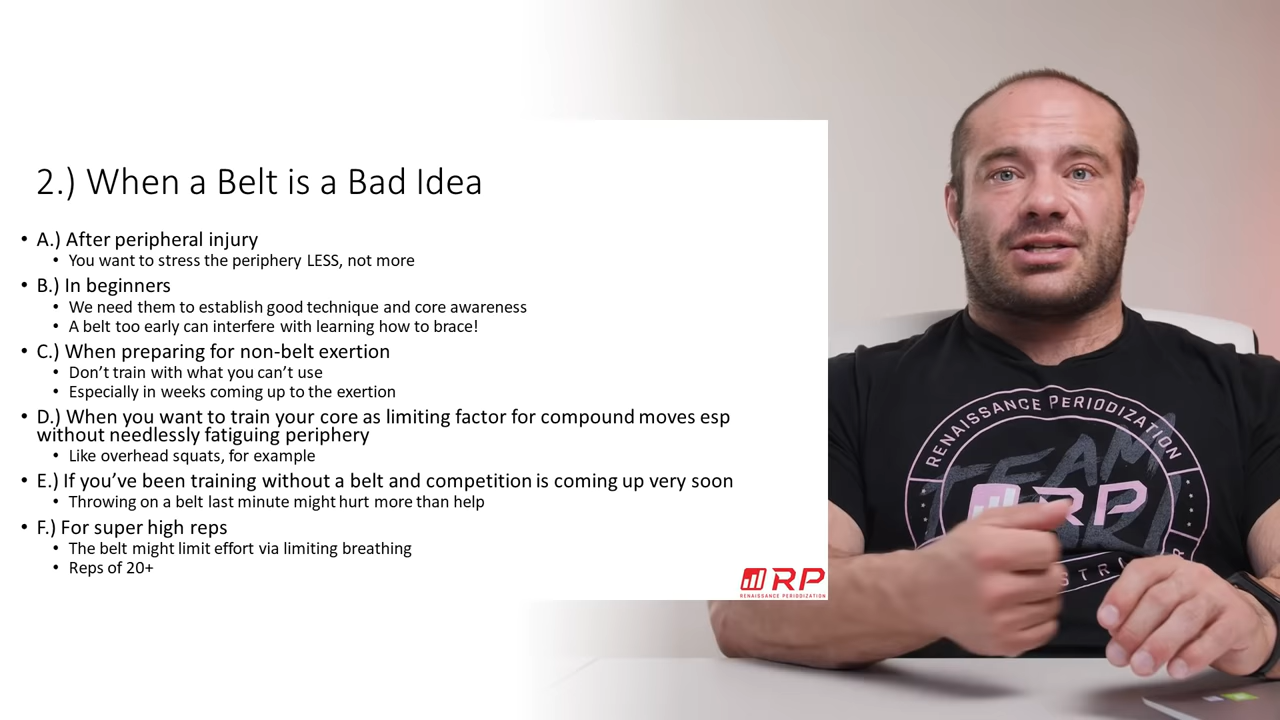 2.) When a Belt is a Bad Idea
• A.) After peripheral injury
• You want to stress the periphery LESS, not more
• B.) In beginners
• We need them to establish good technique and core awareness
• A belt too early can interfere with learning how to brace!
• C.) When preparing for non-belt exertion
• Don't train with what you can't use
• Especially in weeks coming up to the exertion
• D.) When you want to train your core as limiting factor for compound moves esp
without needlessly fatiguing periphery
• Like overhead squats, for example
• E.) If you've been training without a belt and competition is coming up very soon
• Throwing on a belt last minute might hurt more than help
• F.) For super high reps
• The belt might limit effort via limiting breathing
• Reps of 20+
RP
RENAISSANCE PERIODIZATION
RENAISSANCE PERIODIZATION
TEAM
RP